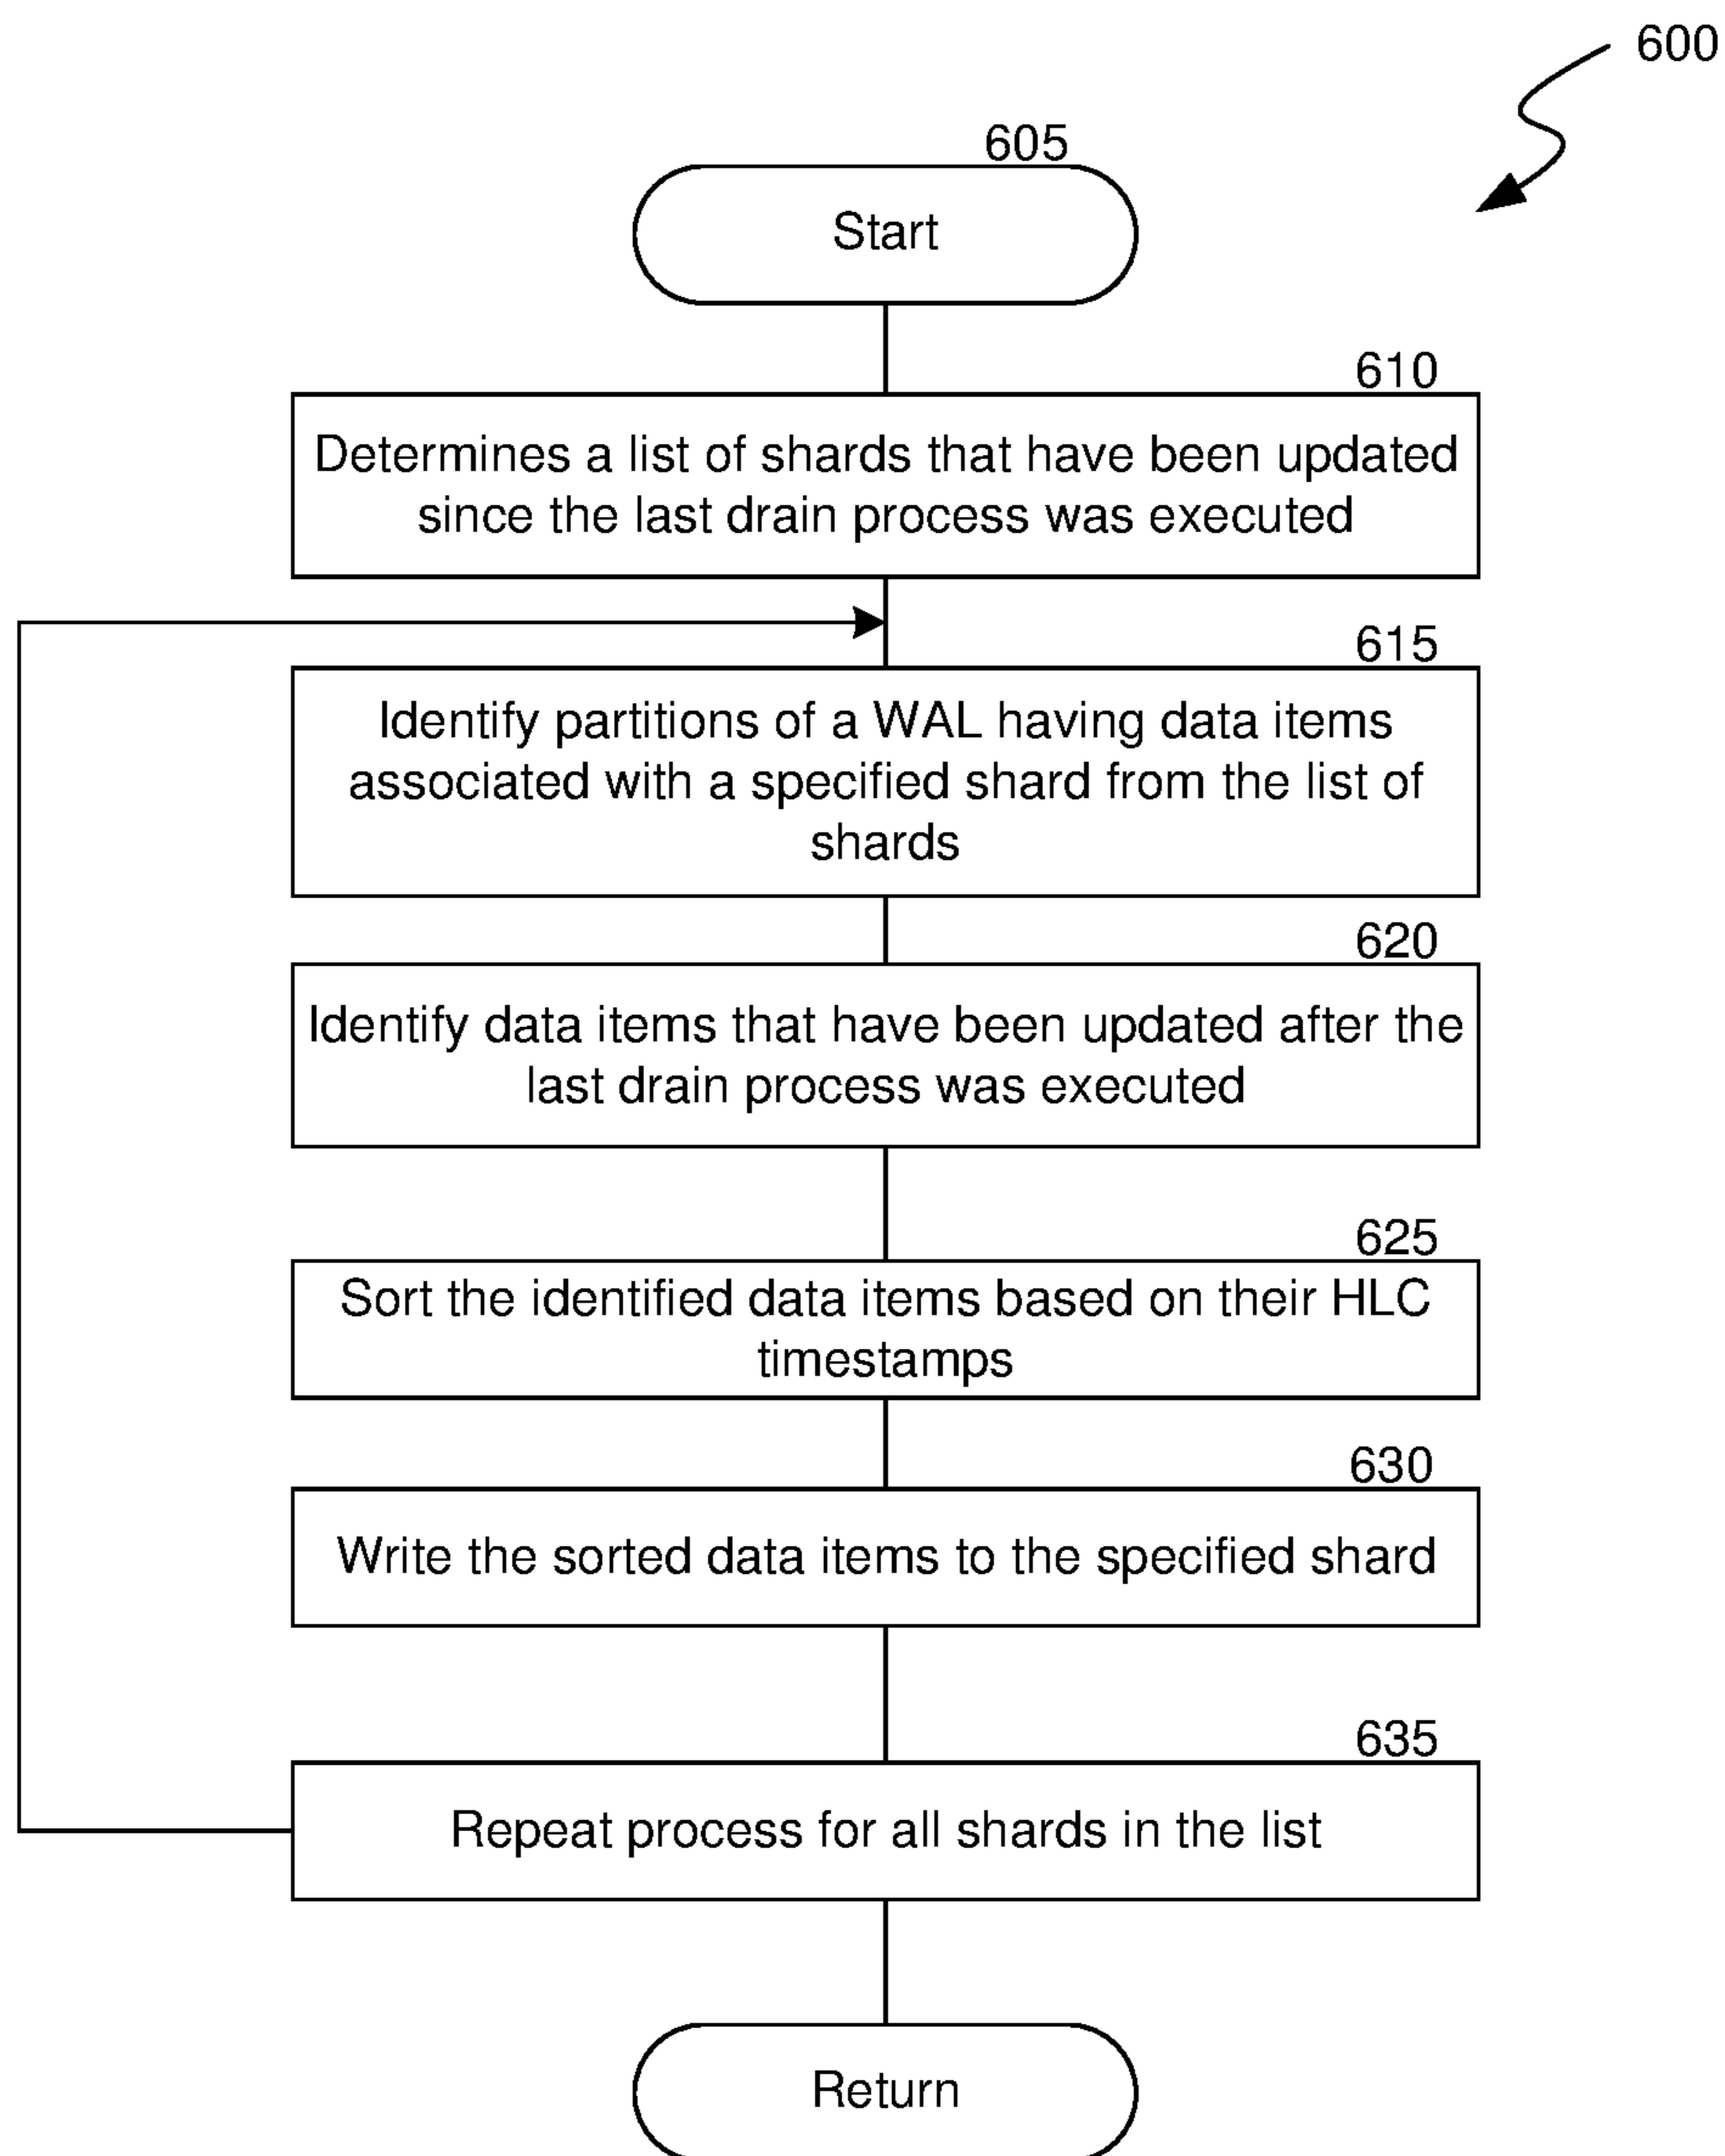 600
605
Start
610
Determines a list of shards that have been updated
since the last drain process was executed
615
Identify partitions of a WAL having data items
associated with a specified shard from the list of
shards
620
Identify data items that have been updated after the
last drain process was executed
625
Sort the identified data items based on their HLC
timestamps
630
Write the sorted data items to the specified shard
635
Repeat process for all shards in the list
Return